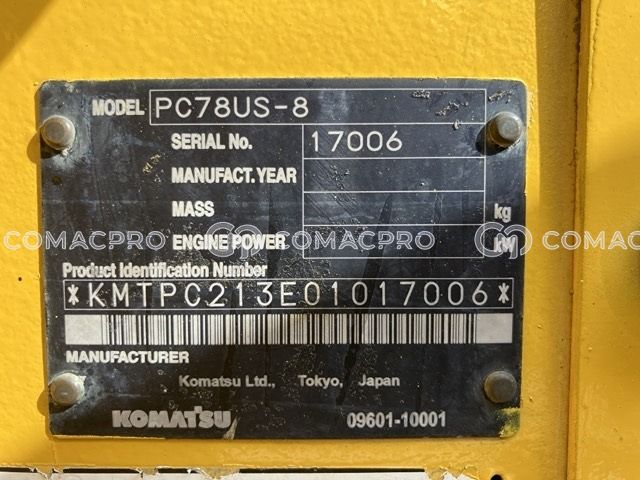 MODEL PC78US-8
SERIAL No. 17006
MANUFACT. YEAR
MASS kg
ENGINE POWER kW
COMACPRO COMACPRO COMACPRO
Product Identification Number
*KMTPC213E01017006*
MANUFACTURER
Komatsu Ltd., Tokyo, Japan
KOMATSU 09601-10001